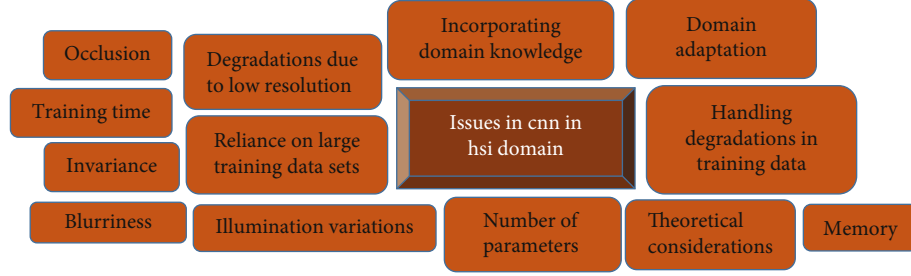 Occlusion
Degradations due
to low resolution
Incorporating
domain knowledge
Domain
adaptation
Training time
Reliance on large
training data sets
Issues in cnn in
hsi domain
Handling
degradations in
training data
Invariance
Blurriness
Illumination variations
Number of
parameters
Theoretical
considerations
Memory